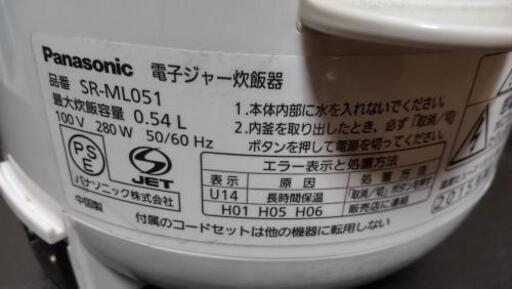 Panasonic 電子ジャー炊飯器
品番 SR-ML051
最大炊飯容量 0.54 L
100 V 280 W 50/60 Hz
PSE
JET
パナソニック株式会社
中国製
1.本体内部に水を入れないでください。
2.内釜を取り出したとき、必ず「取消/切」
ボタンを押して電源を切ってください。
エラー表示と処置方法
表示 原因 処置方法
U14 長時間保温 「取消/切」ボタンを押す
H01 H05 H06 販売店に連絡
付属のコードセットは他の機器に転用しない
2015年製